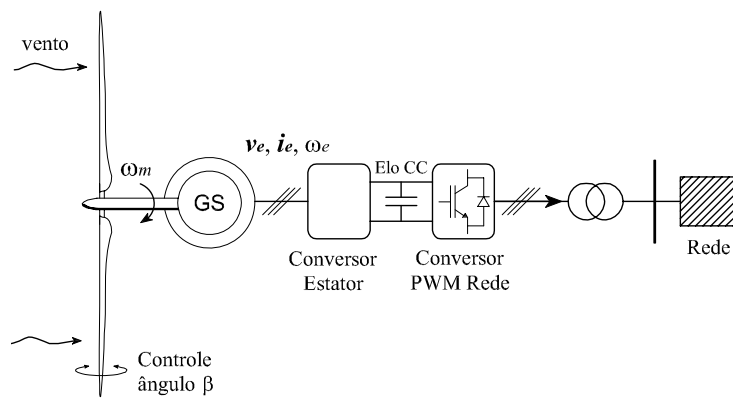 vento
ωm
GS
ve, ie, ωe
Elo CC
Conversor
Estator
Conversor
PWM Rede
Rede
Controle
ângulo β